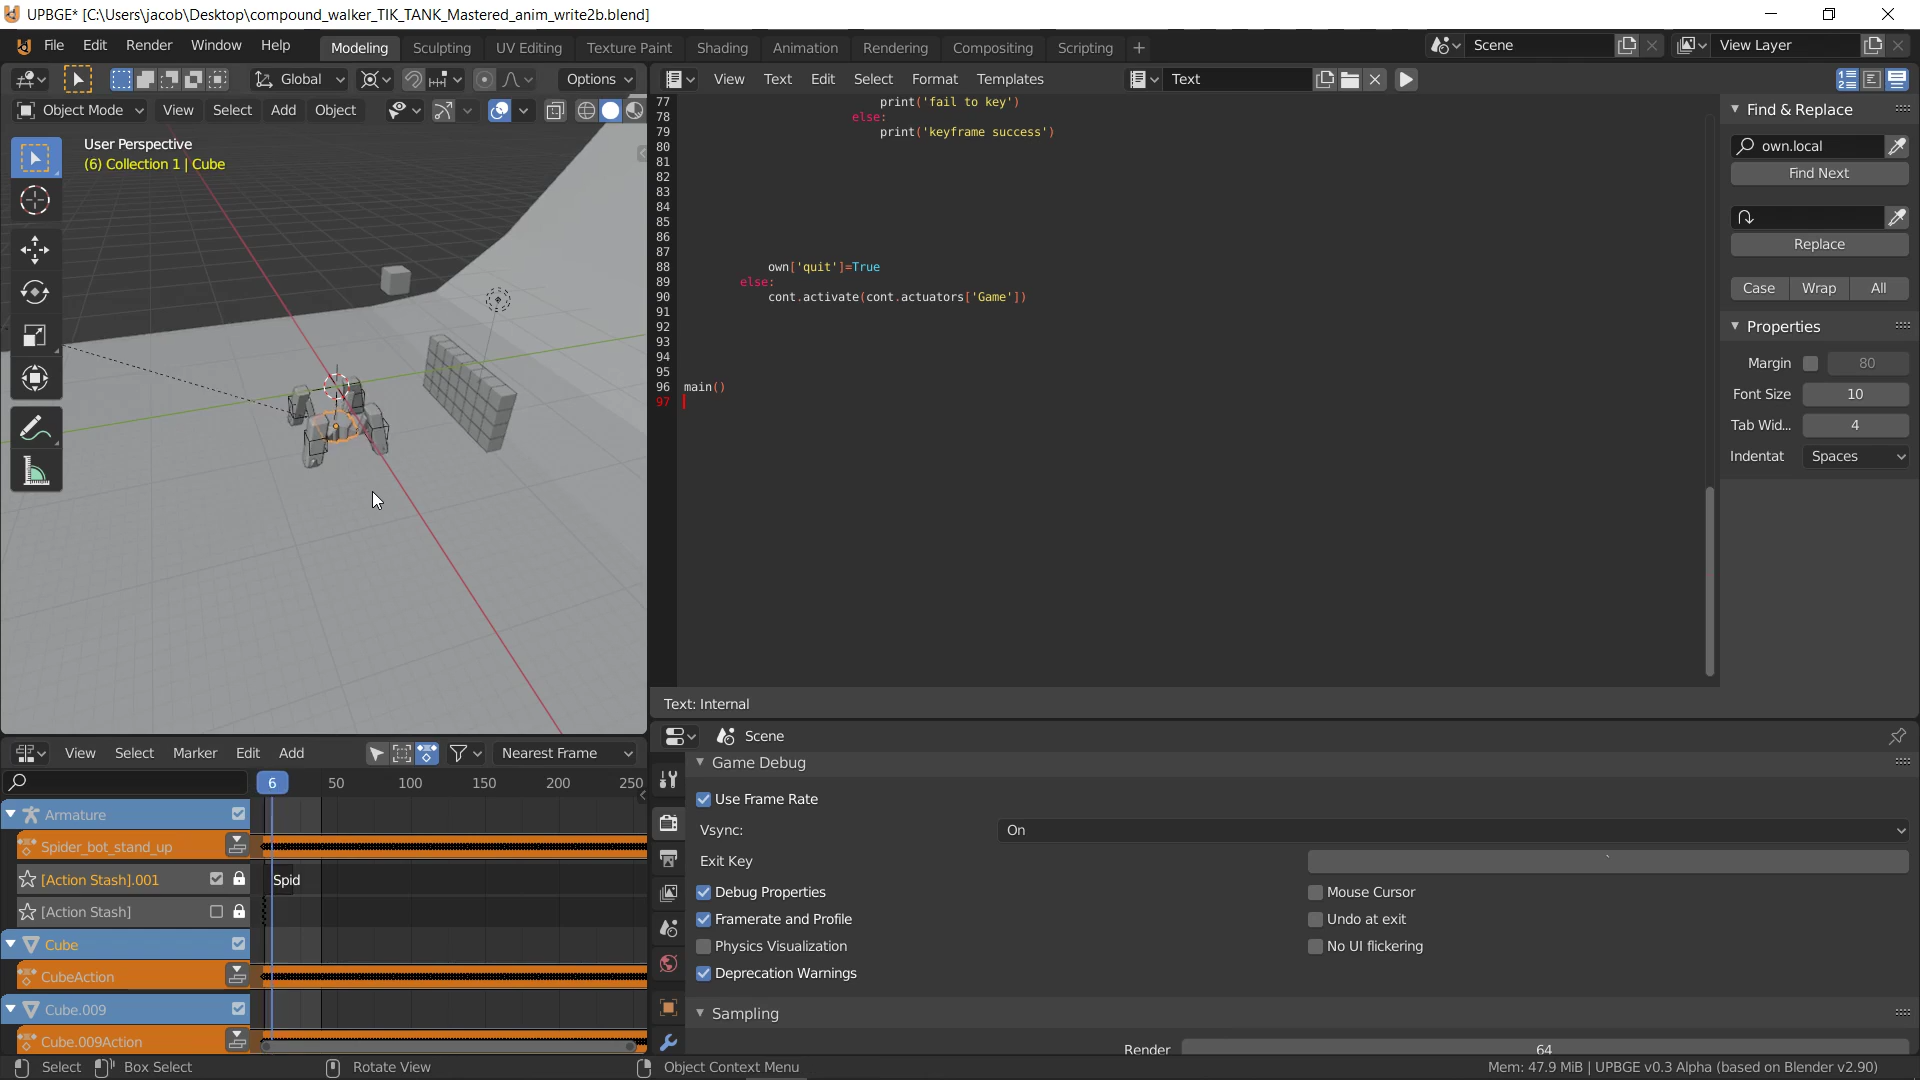 UPBGE* [C:\Users\jacob\Desktop\compound_walker_TIK_TANK_Mastered_anim_write2b.blend]
File Edit Render Window Help Modeling Sculpting UV Editing Texture Paint Shading Animation Rendering Compositing Scripting + Scene View Layer
Global Options
View Text Edit Select Format Templates Text
Object Mode View Select Add Object
User Perspective
(6) Collection 1 | Cube
77 print('fail to key')
78 else:
79 print('keyframe success')
80
81
82
83
84
85
86
87
88 own['quit']=True
89 else:
90 cont.activate(cont.actuators['Game'])
91
92
93
94
95
96 main()
97
Find & Replace
own.local
Find Next
Replace
Case Wrap All
Properties
Margin 80
Font Size 10
Tab Wid... 4
Indentat Spaces
Text: Internal
View Select Marker Edit Add Nearest Frame
6 50 100 150 200 250
Armature
Spider_bot_stand_up
[Action Stash].001 Spid
[Action Stash]
Cube
CubeAction
Cube.009
Cube.009Action
Scene
Game Debug
Use Frame Rate
Vsync: On
Exit Key `
Debug Properties Mouse Cursor
Framerate and Profile Undo at exit
Physics Visualization No UI flickering
Deprecation Warnings
Sampling
Render 64
Select Box Select Rotate View Object Context Menu Mem: 47.9 MiB | UPBGE v0.3 Alpha (based on Blender v2.90)